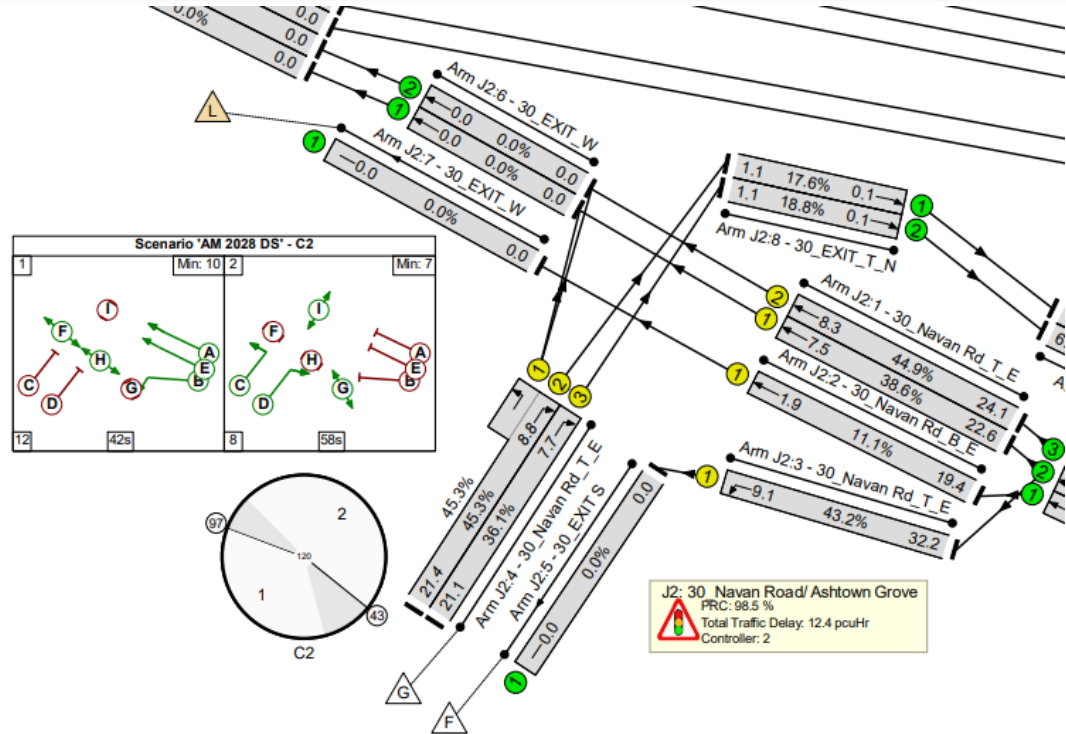 0.0%
0.0
0.0
0.0
L
1
2
1
Arm J2:6 - 30_EXIT_W
0.0
0.0%
0.0
0.0
0.0%
0.0
Arm J2:7 - 30_EXIT_W
0.0
0.0%
0.0
1.1 17.6% 0.1
1.1 18.8% 0.1
1
2
Arm J2:8 - 30_EXIT_T_N
Scenario 'AM 2028 DS' - C2
1
Min: 10
2
Min: 7
I
F
H
G
C
D
A
E
B
I
F
H
G
C
D
A
E
B
12
42s
8
58s
2
1
Arm J2:1 - 30_Navan Rd_T_E
8.3
44.9%
24.1
7.5
38.6%
22.6
1
Arm J2:2 - 30_Navan Rd_B_E
1.9
11.1%
19.4
3
2
1
1
Arm J2:3 - 30_Navan Rd_T_E
9.1
43.2%
32.2
1
2
3
8.8
7.7
45.3%
45.3%
36.1%
21.4
21.1
Arm J2:4 - 30_Navan Rd_T_E
Arm J2:5 - 30_EXIT S
0.0
0.0%
0.0
1
G
F
97
120
2
1
43
C2
J2: 30_Navan Road/ Ashtown Grove
PRC: 98.5 %
Total Traffic Delay: 12.4 pcuHr
Controller: 2